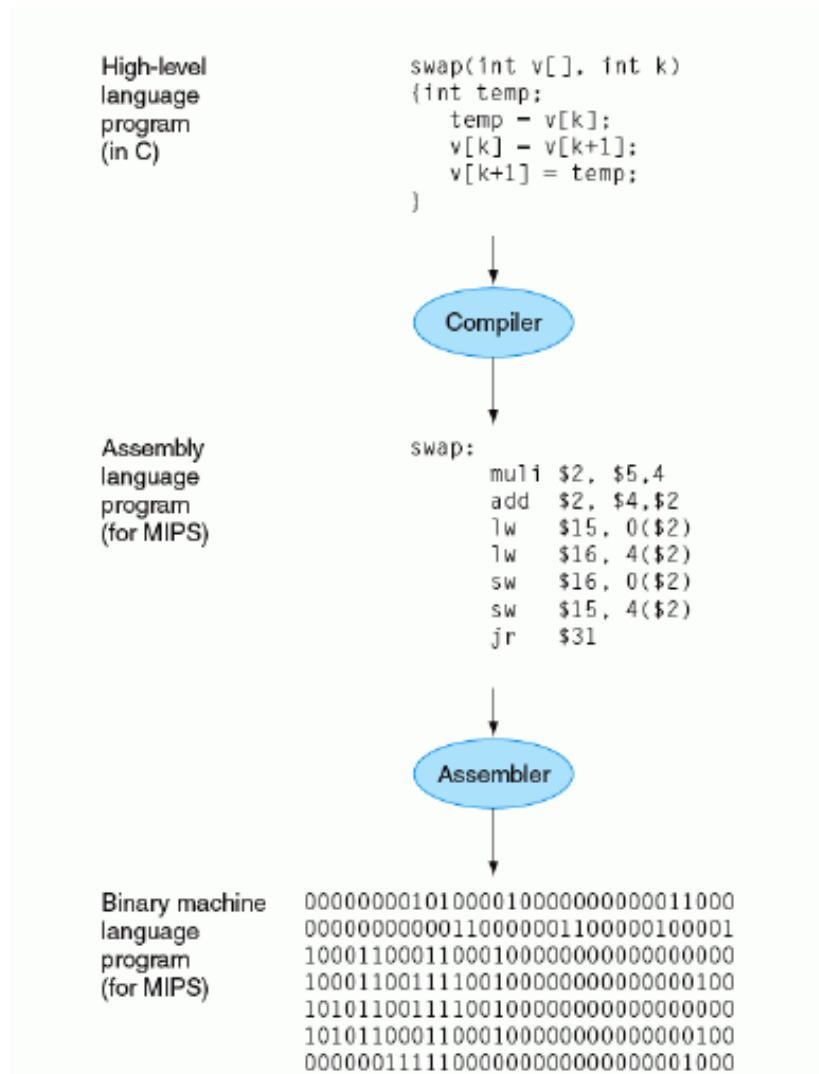 High-level
language
program
(in C)
swap(int v[], int k)
{int temp;
temp = v[k];
v[k] = v[k+1];
v[k+1] = temp;
}
Compiler
Assembly
language
program
(for MIPS)
swap:
muli $2, $5,4
add $2, $4,$2
lw $15, 0($2)
lw $16, 4($2)
sw $16, 0($2)
sw $15, 4($2)
jr $31
Assembler
Binary machine
language
program
(for MIPS)
00000000101000010000000000011000
00000000000110000001100000100001
10001100011000100000000000000000
10001100111100100000000000000100
10101100111100100000000000000000
10101100011000100000000000000100
00000011111000000000000000001000